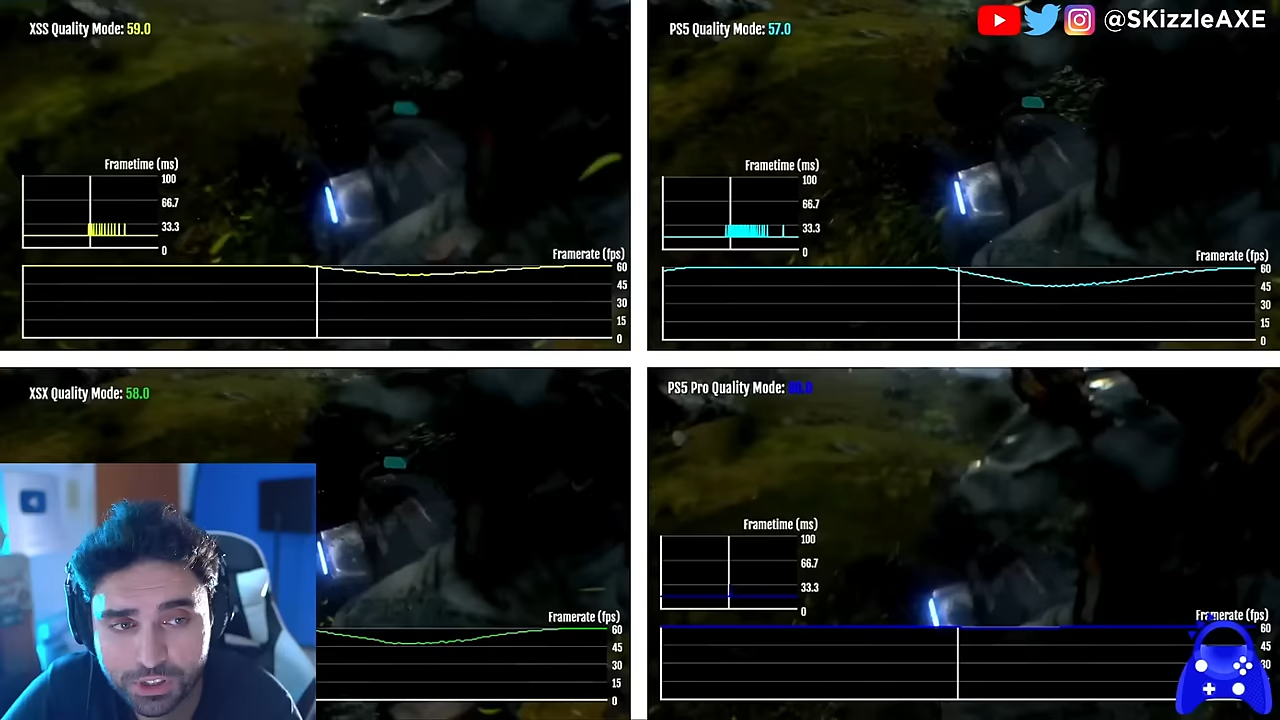 XSS Quality Mode: 59.0
Frametime (ms)
100
66.7
33.3
0
Framerate (fps)
60
45
30
15
0
@SKizzleAXE
PS5 Quality Mode: 57.0
Frametime (ms)
100
66.7
33.3
0
Framerate (fps)
60
45
30
15
0
XSX Quality Mode: 58.0
Framerate (fps)
60
45
30
15
0
PS5 Pro Quality Mode:
Frametime (ms)
100
66.7
33.3
0
Framerate (fps)
60
45
30